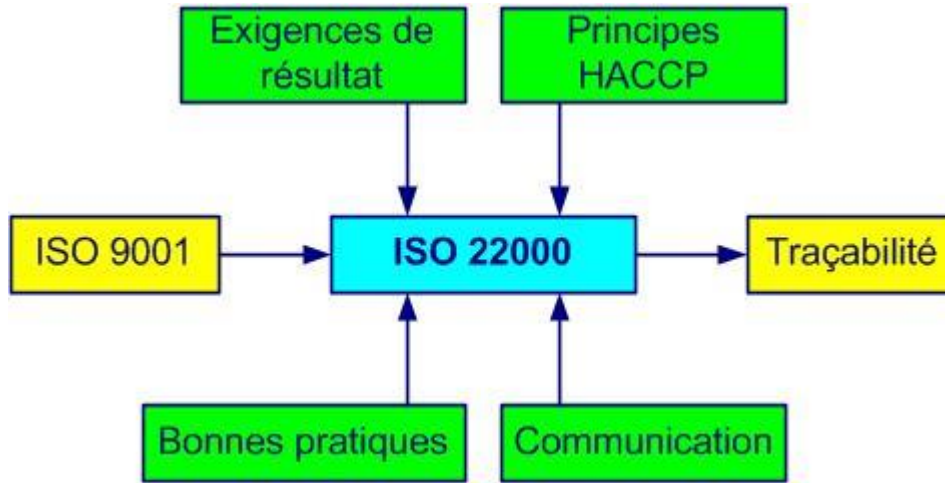 Exigences de
résultat
Principes
HACCP
ISO 9001
ISO 22000
Traçabilité
Bonnes pratiques
Communication